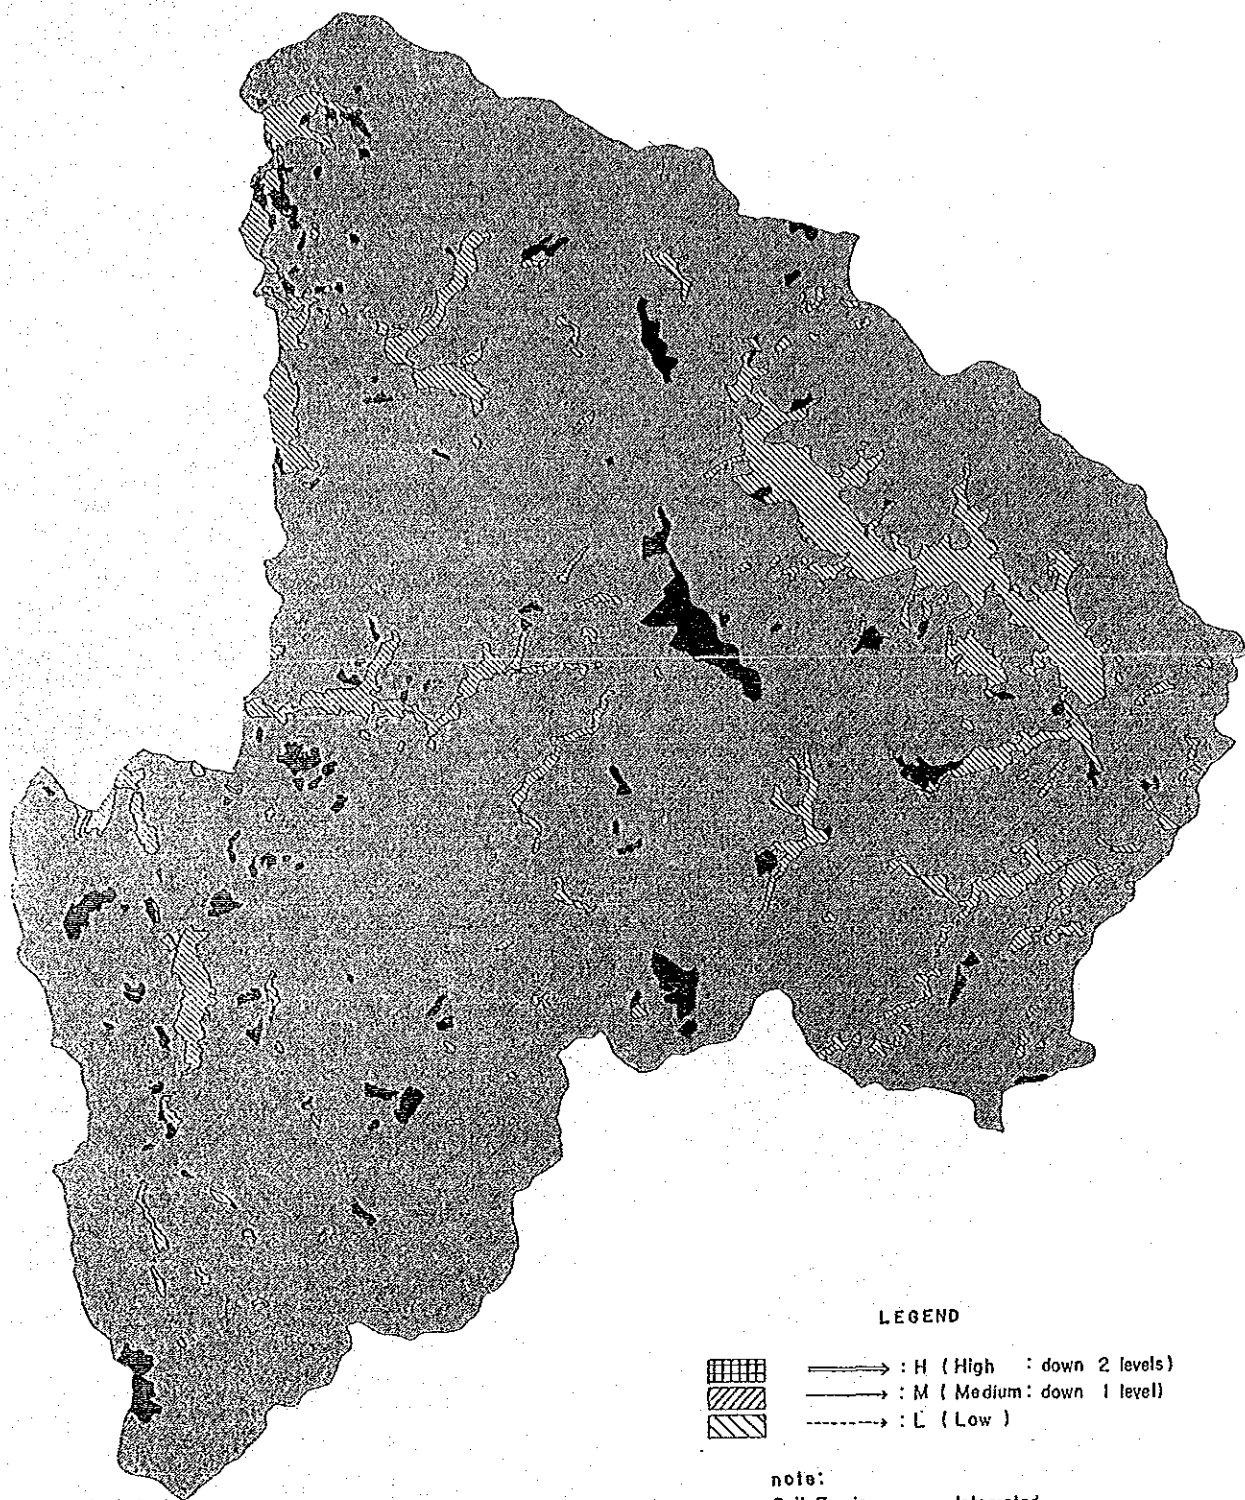 LEGEND
: H ( High : down 2 levels)
: M ( Medium : down 1 level)
: L ( Low )
note: